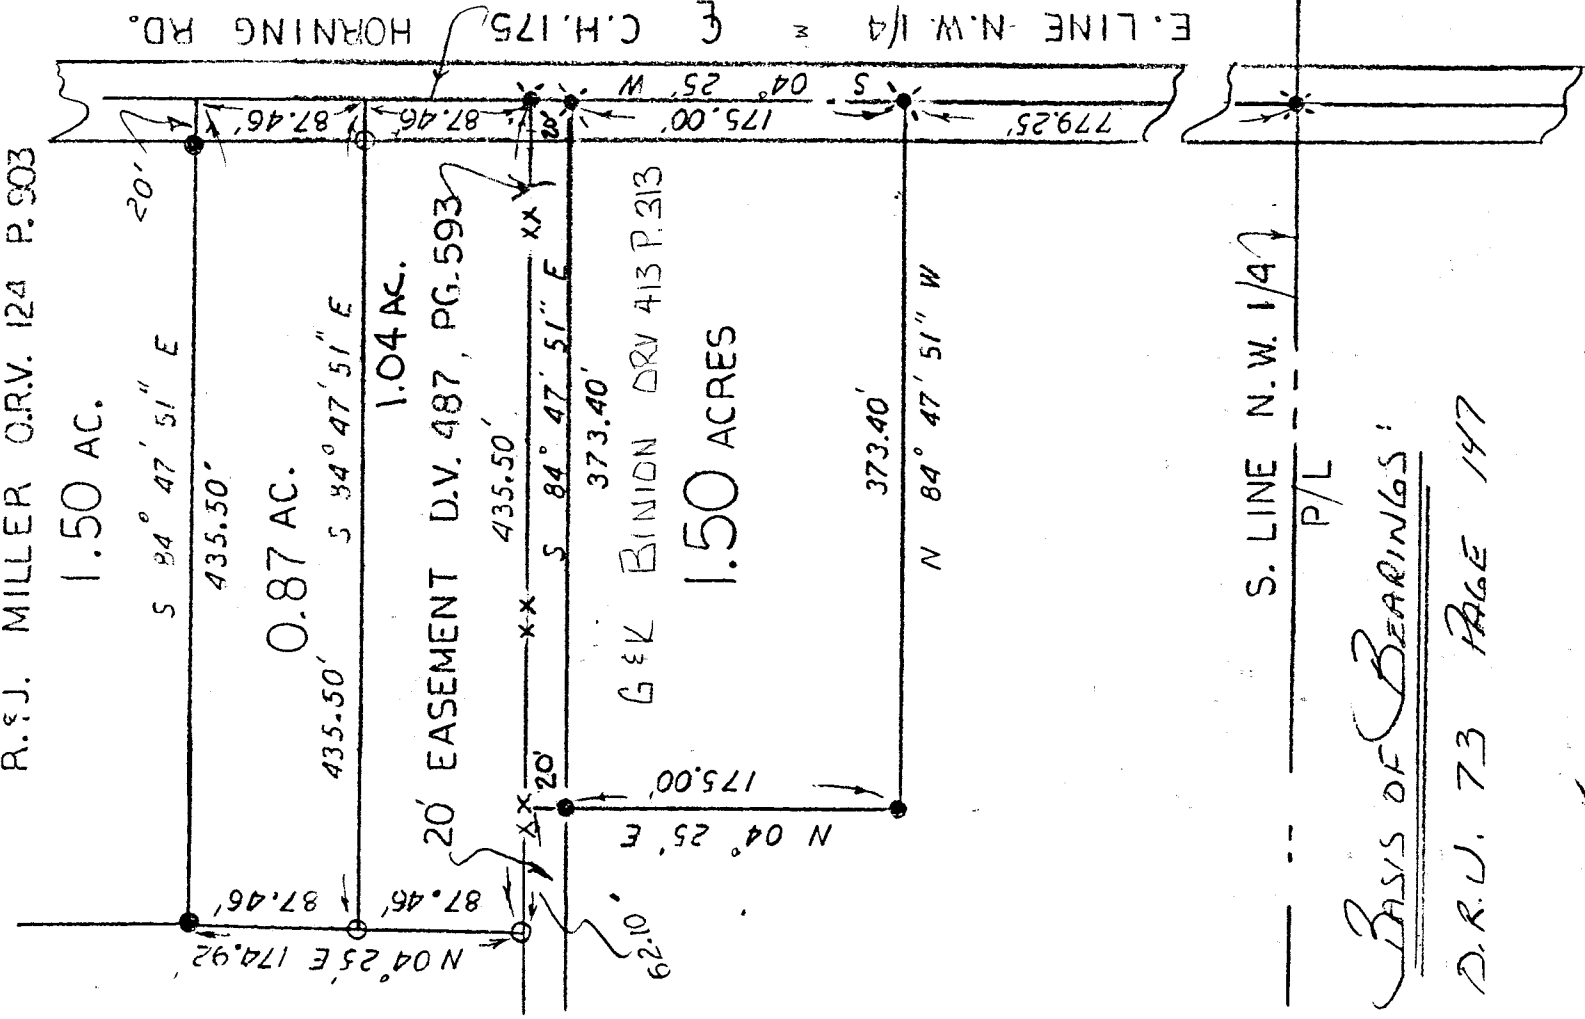 E. LINE N.W. 1/4 = ℄ C.H. 175, HORNING RD.
S 04° 25' W
20'
87.46'
87.46'
20'
175.00'
779.25'
R.&J. MILLER O.R.V. 124 P. 903
1.50 AC.
S 84° 47' 51" E
435.50'
0.87 AC.
S 84° 47' 51" E
435.50'
1.04 AC.
20' EASEMENT D.V. 487, PG. 593
435.50'
S 84° 47' 51" E
373.40'
G & K BINION ORV 413 P. 313
1.50 ACRES
373.40'
N 84° 47' 51" W
20'
175.00'
N 04° 25' E
87.46'
87.46'
N 04° 25' E 174.92'
62.10'
S. LINE N.W. 1/4
P/L
BASIS OF BEARINGS:
D.R.V. 73 PAGE 147